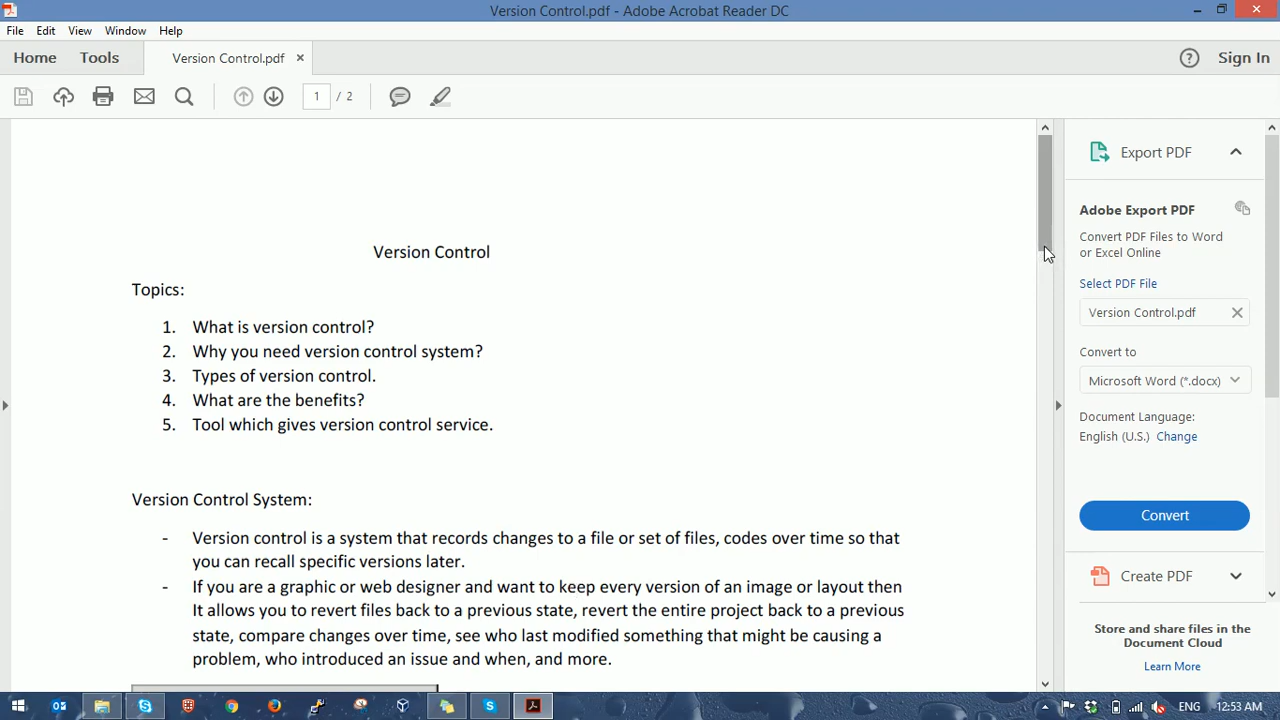 Version Control.pdf - Adobe Acrobat Reader DC
File Edit View Window Help
Home Tools Version Control.pdf × Sign In
1 / 2
Version Control
Topics:
1. What is version control?
2. Why you need version control system?
3. Types of version control.
4. What are the benefits?
5. Tool which gives version control service.
Version Control System:
- Version control is a system that records changes to a file or set of files, codes over time so that
you can recall specific versions later.
- If you are a graphic or web designer and want to keep every version of an image or layout then
It allows you to revert files back to a previous state, revert the entire project back to a previous
state, compare changes over time, see who last modified something that might be causing a
problem, who introduced an issue and when, and more.
Export PDF
Adobe Export PDF
Convert PDF Files to Word
or Excel Online
Select PDF File
Version Control.pdf
Convert to
Microsoft Word (*.docx)
Document Language:
English (U.S.) Change
Convert
Create PDF
Store and share files in the
Document Cloud
Learn More
ENG 12:53 AM